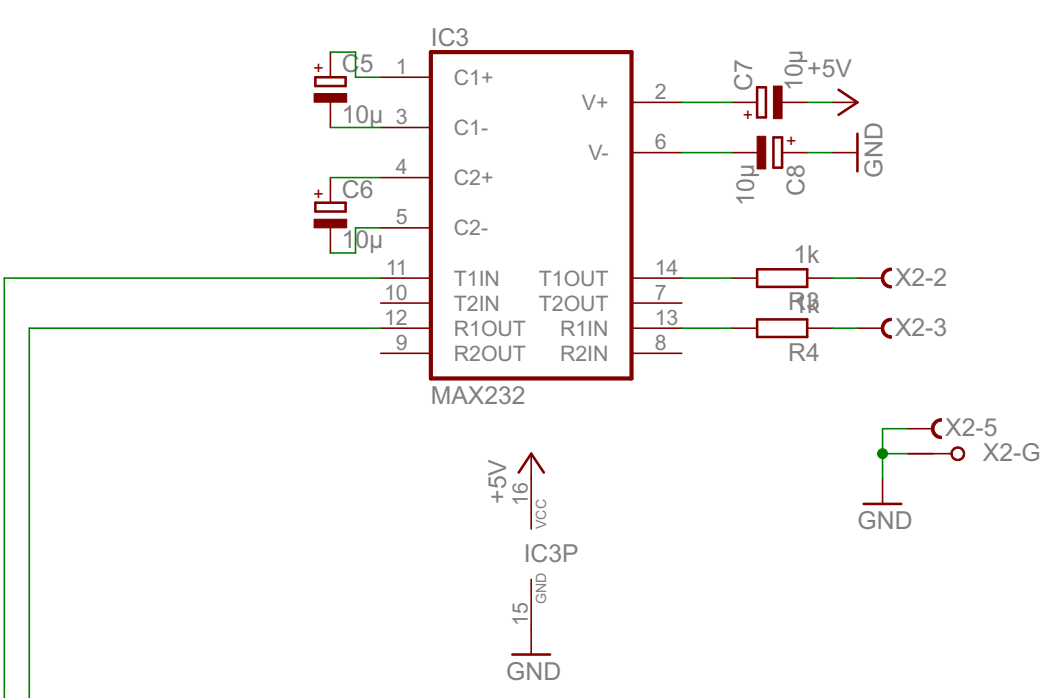 IC3
C5
+
10µ
1
C1+
3
C1-
4
C2+
5
C2-
C6
+
10µ
11
T1IN
10
T2IN
12
R1OUT
9
R2OUT
V+
2
V-
6
T1OUT
14
T2OUT
7
R1IN
13
R2IN
8
MAX232
C7
10µ
+
+5V
10µ
C8
+
GND
1k
R3
X2-2
1k
R4
X2-3
X2-5
X2-G
GND
+5V
16
VCC
IC3P
15
GND
GND